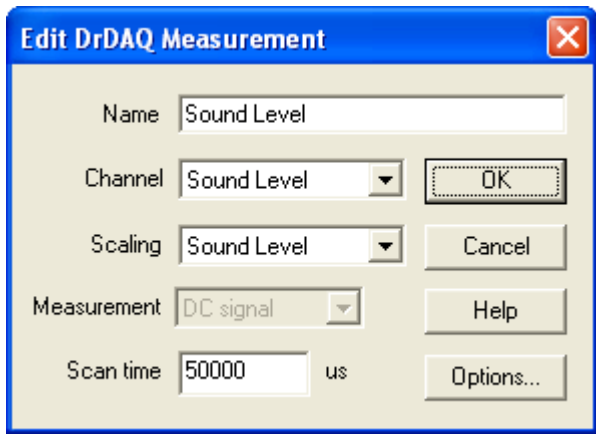 Edit DrDAQ Measurement
Name Sound Level
Channel Sound Level OK
Scaling Sound Level Cancel
Measurement DC signal Help
Scan time 50000 us Options...